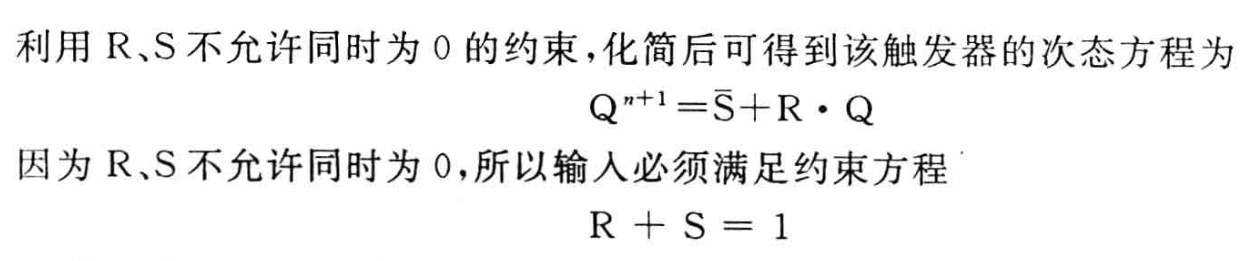 利用 R、S 不允许同时为 0 的约束,化简后可得到该触发器的次态方程为
Qⁿ⁺¹=S̅+R·Q
因为 R、S 不允许同时为 0,所以输入必须满足约束方程
R + S = 1